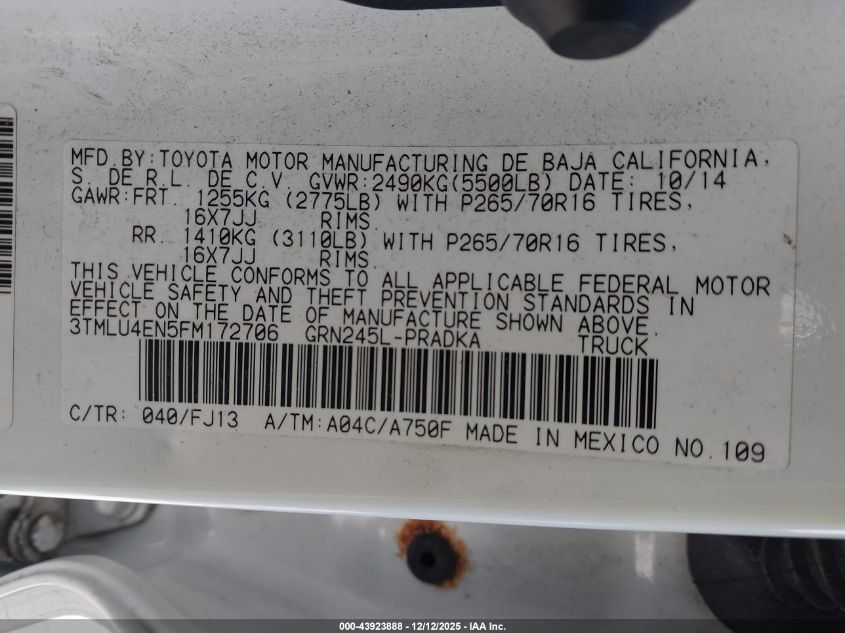 MFD.BY:TOYOTA MOTOR MANUFACTURING DE BAJA CALIFORNIA,
S. DE R.L. DE C.V. GVWR:2490KG(5500LB) DATE: 10/14
GAWR:FRT. 1255KG (2775LB) WITH P265/70R16 TIRES,
16X7JJ RIMS
RR. 1410KG (3110LB) WITH P265/70R16 TIRES,
16X7JJ RIMS
THIS VEHICLE CONFORMS TO ALL APPLICABLE FEDERAL MOTOR
VEHICLE SAFETY AND THEFT PREVENTION STANDARDS IN
EFFECT ON THE DATE OF MANUFACTURE SHOWN ABOVE.
3TMLU4EN5FM172706 GRN245L-PRADKA TRUCK
C/TR: 040/FJ13 A/TM:A04C/A750F MADE IN MEXICO NO.109
000-43923888 - 12/12/2025 - IAA Inc.